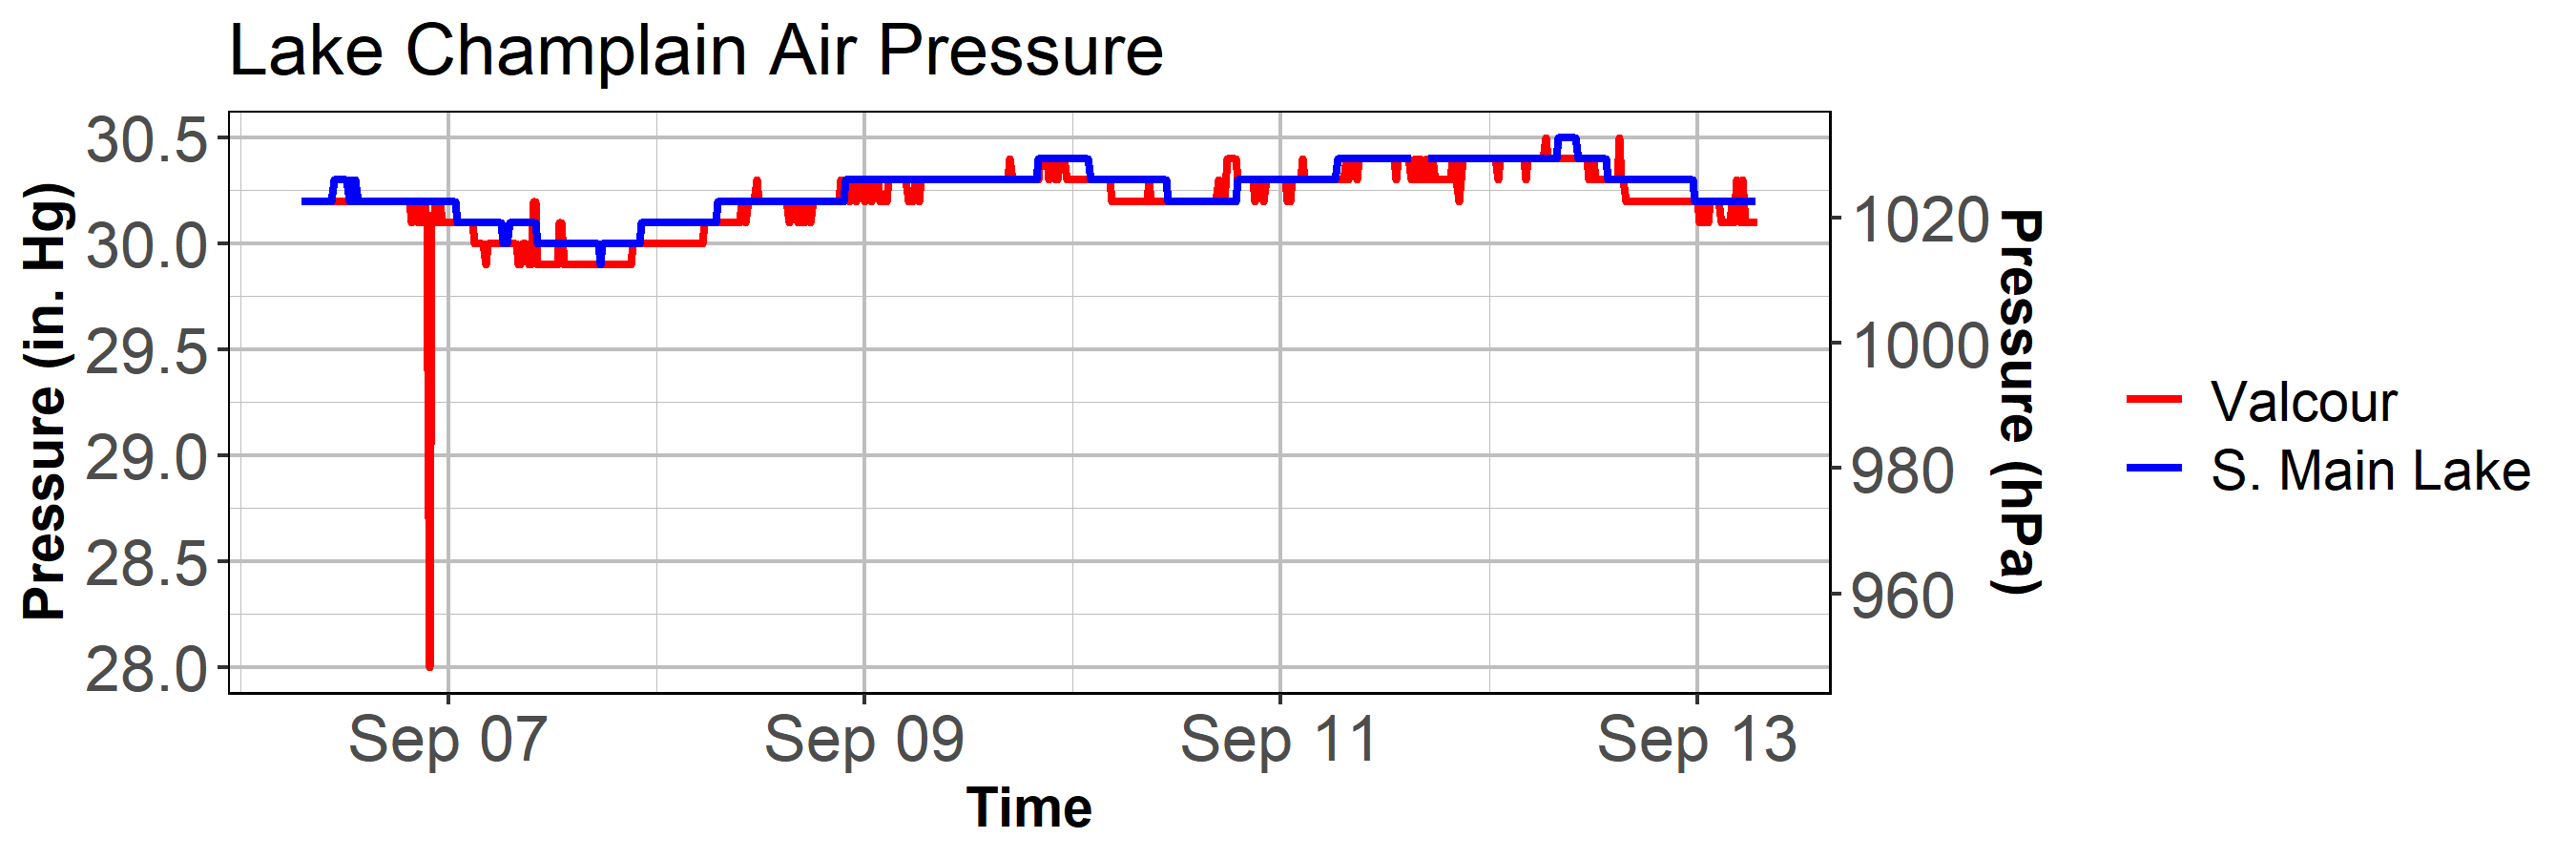 Lake Champlain Air Pressure
30.5
30.0
29.5
29.0
28.5
28.0
Pressure (in. Hg)
1020
1000
980
960
Pressure (hPa)
Sep 07 Sep 09 Sep 11 Sep 13
Time
Valcour
S. Main Lake